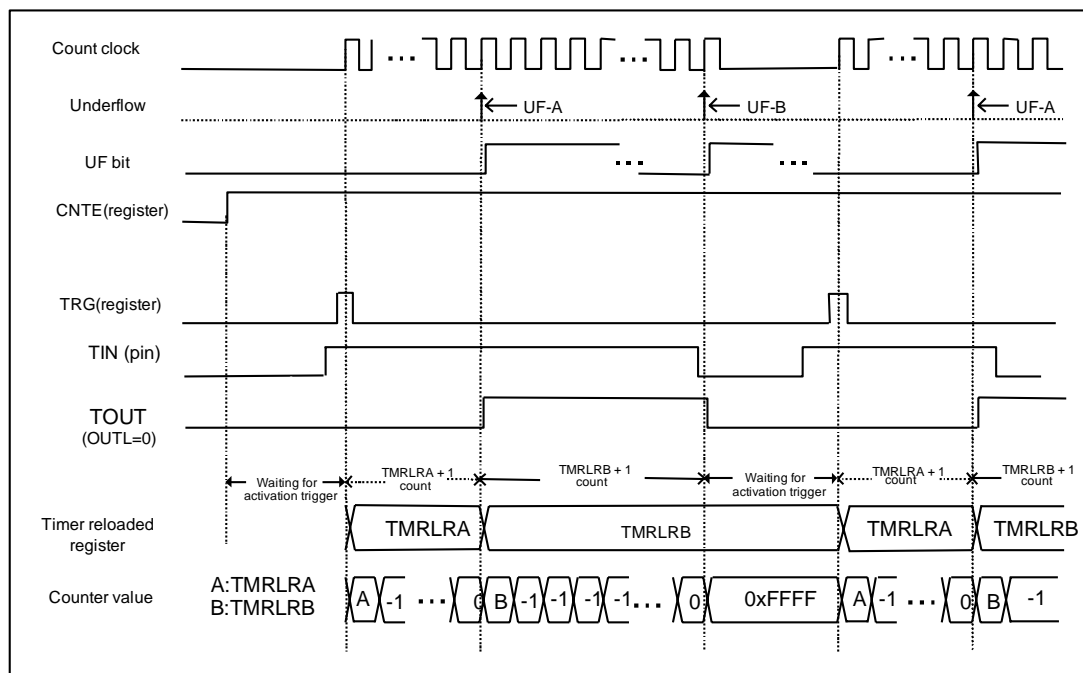 Count clock
Underflow
UF-A
UF-B
UF-A
UF bit
CNTE(register)
TRG(register)
TIN (pin)
TOUT
(OUTL=0)
Waiting for
activation trigger
TMRLRA + 1
count
TMRLRB + 1
count
Waiting for
activation trigger
TMRLRA + 1
count
TMRLRB + 1
count
Timer reloaded
register
TMRLRA
TMRLRB
TMRLRA
TMRLRB
A:TMRLRA
B:TMRLRB
Counter value
A -1 ... 0 B -1 -1 -1 -1 ... 0 0xFFFF A -1 ... 0 B -1